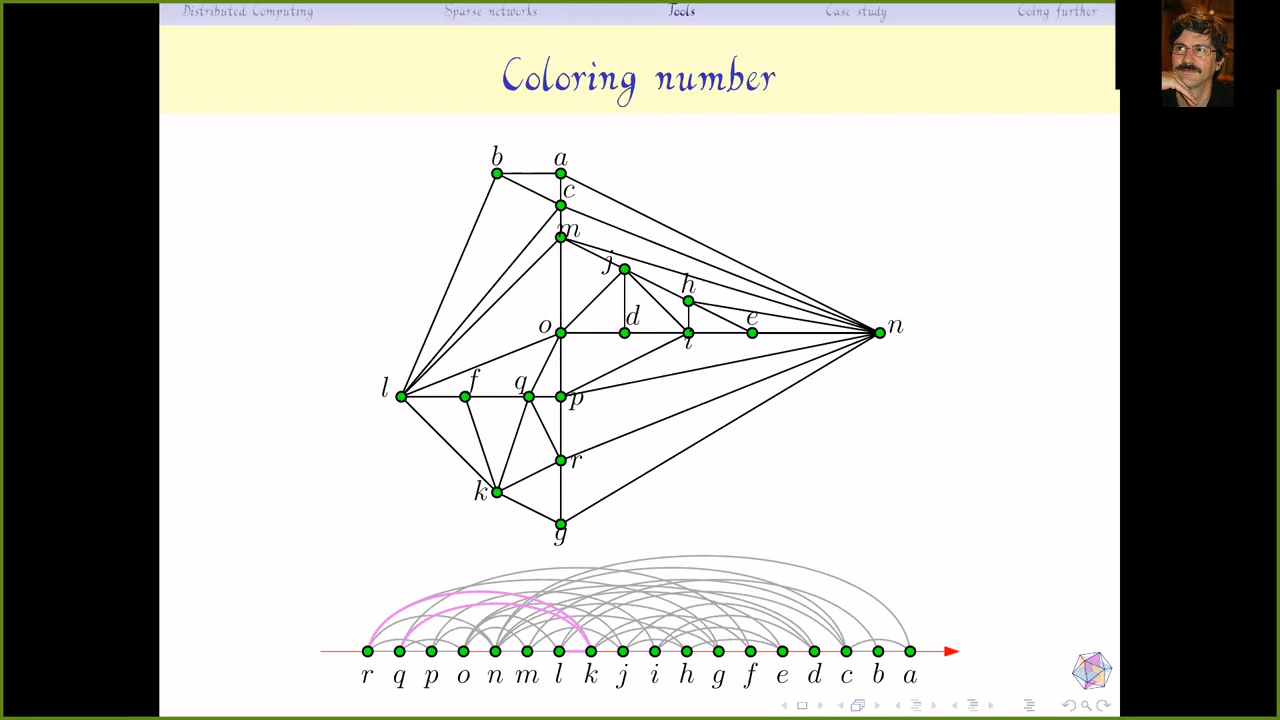 Distributed Computing Sparse networks Tools Case study Going further
Coloring number
b a
c
m
j
h
o d i e n
l f q p
k r
g
r q p o n m l k j i h g f e d c b a